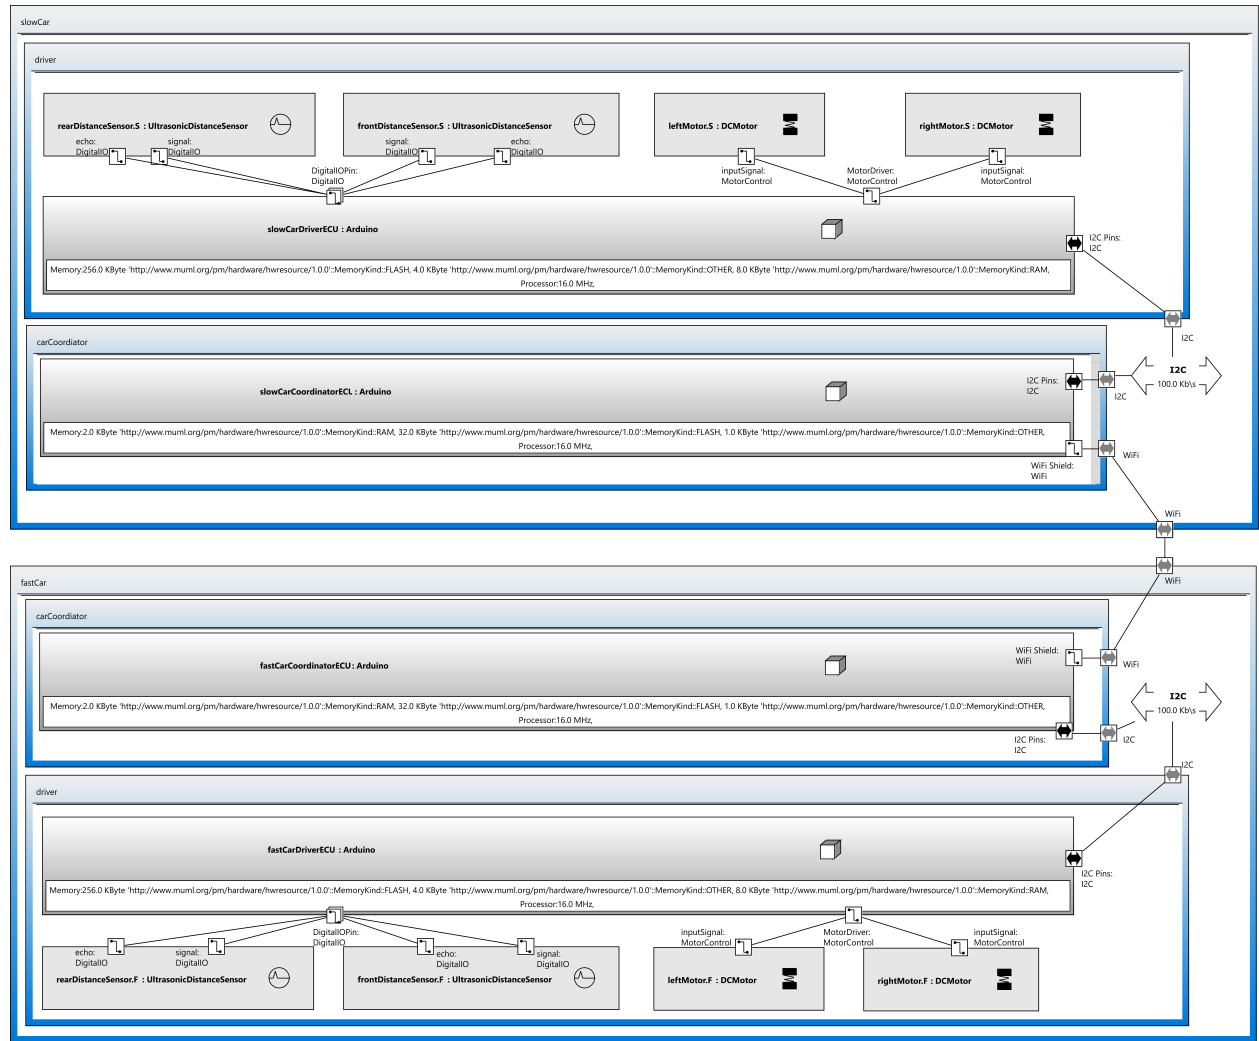 slowCar
driver
rearDistanceSensor.S : UltrasonicDistanceSensor
echo:
DigitalIO
signal:
DigitalIO
frontDistanceSensor.S : UltrasonicDistanceSensor
signal:
DigitalIO
echo:
DigitalIO
leftMotor.S : DCMotor
rightMotor.S : DCMotor
DigitalIOPin:
DigitalIO
inputSignal:
MotorControl
MotorDriver:
MotorControl
inputSignal:
MotorControl
slowCarDriverECU : Arduino
I2C Pins:
I2C
Memory:256.0 KByte 'http://www.muml.org/pm/hardware/hwresource/1.0.0'::MemoryKind::FLASH, 4.0 KByte 'http://www.muml.org/pm/hardware/hwresource/1.0.0'::MemoryKind::OTHER, 8.0 KByte 'http://www.muml.org/pm/hardware/hwresource/1.0.0'::MemoryKind::RAM,
Processor:16.0 MHz,
I2C
carCoordiator
slowCarCoordinatorECU : Arduino
I2C Pins:
I2C
I2C
I2C
100.0 Kb\s
Memory:2.0 KByte 'http://www.muml.org/pm/hardware/hwresource/1.0.0'::MemoryKind::RAM, 32.0 KByte 'http://www.muml.org/pm/hardware/hwresource/1.0.0'::MemoryKind::FLASH, 1.0 KByte 'http://www.muml.org/pm/hardware/hwresource/1.0.0'::MemoryKind::OTHER,
Processor:16.0 MHz,
WiFi
WiFi Shield:
WiFi
WiFi
fastCar
WiFi
carCoordiator
fastCarCoordinatorECU : Arduino
WiFi Shield:
WiFi
WiFi
I2C
100.0 Kb\s
Memory:2.0 KByte 'http://www.muml.org/pm/hardware/hwresource/1.0.0'::MemoryKind::RAM, 32.0 KByte 'http://www.muml.org/pm/hardware/hwresource/1.0.0'::MemoryKind::FLASH, 1.0 KByte 'http://www.muml.org/pm/hardware/hwresource/1.0.0'::MemoryKind::OTHER,
Processor:16.0 MHz,
I2C Pins:
I2C
I2C
I2C
driver
fastCarDriverECU : Arduino
I2C Pins:
I2C
Memory:256.0 KByte 'http://www.muml.org/pm/hardware/hwresource/1.0.0'::MemoryKind::FLASH, 4.0 KByte 'http://www.muml.org/pm/hardware/hwresource/1.0.0'::MemoryKind::OTHER, 8.0 KByte 'http://www.muml.org/pm/hardware/hwresource/1.0.0'::MemoryKind::RAM,
Processor:16.0 MHz,
DigitalIOPin:
DigitalIO
MotorDriver:
MotorControl
echo:
DigitalIO
signal:
DigitalIO
echo:
DigitalIO
signal:
DigitalIO
inputSignal:
MotorControl
inputSignal:
MotorControl
rearDistanceSensor.F : UltrasonicDistanceSensor
frontDistanceSensor.F : UltrasonicDistanceSensor
leftMotor.F : DCMotor
rightMotor.F : DCMotor